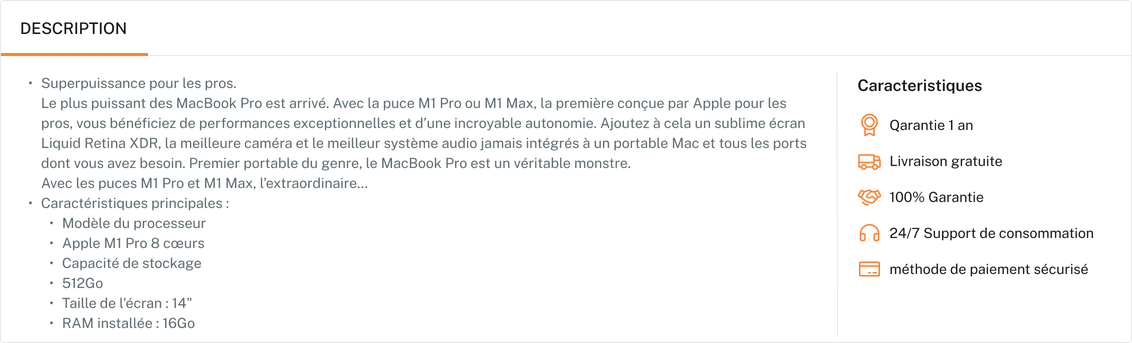 DESCRIPTION
• Superpuissance pour les pros.
Le plus puissant des MacBook Pro est arrivé. Avec la puce M1 Pro ou M1 Max, la première conçue par Apple pour les
pros, vous bénéficiez de performances exceptionnelles et d’une incroyable autonomie. Ajoutez à cela un sublime écran
Liquid Retina XDR, la meilleure caméra et le meilleur système audio jamais intégrés à un portable Mac et tous les ports
dont vous avez besoin. Premier portable du genre, le MacBook Pro est un véritable monstre.
Avec les puces M1 Pro et M1 Max, l’extraordinaire...
• Caractéristiques principales :
• Modèle du processeur
• Apple M1 Pro 8 cœurs
• Capacité de stockage
• 512Go
• Taille de l'écran : 14"
• RAM installée : 16Go
Caracteristiques
Qarantie 1 an
Livraison gratuite
100% Garantie
24/7 Support de consommation
méthode de paiement sécurisé